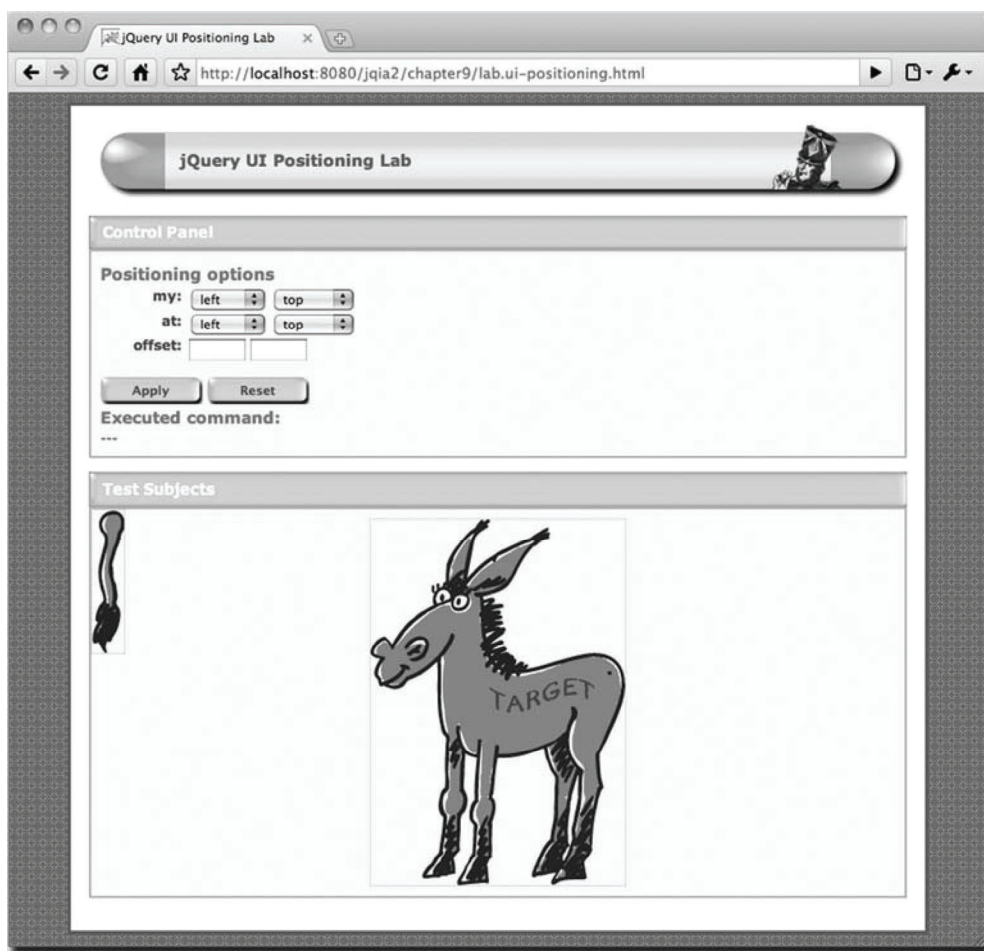 jQuery UI Positioning Lab
http://localhost:8080/jqia2/chapter9/lab.ui-positioning.html
jQuery UI Positioning Lab
Control Panel
Positioning options
my: left top
at: left top
offset:
Apply Reset
Executed command:
---
Test Subjects
TARGET